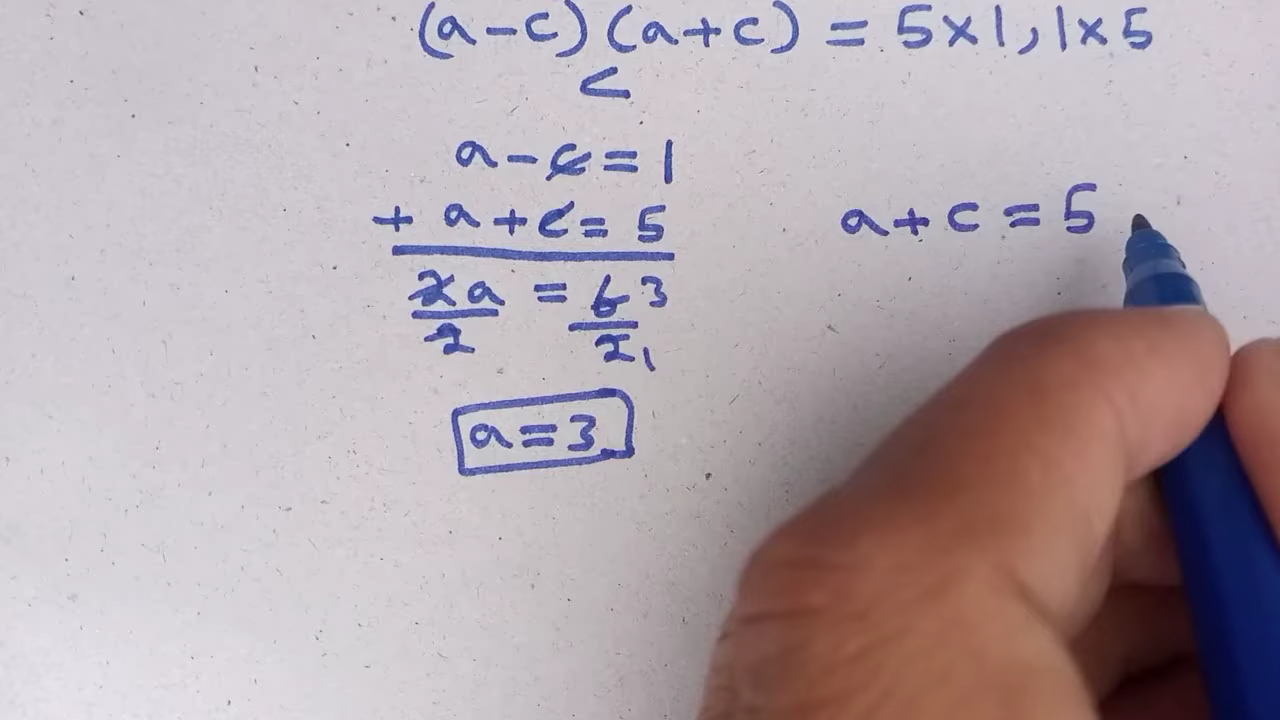 (a-c)(a+c) = 5×1, 1×5
<
a-c=1
+ a+c=5
a+c=5
2a = 6 3
2 2 1
a=3